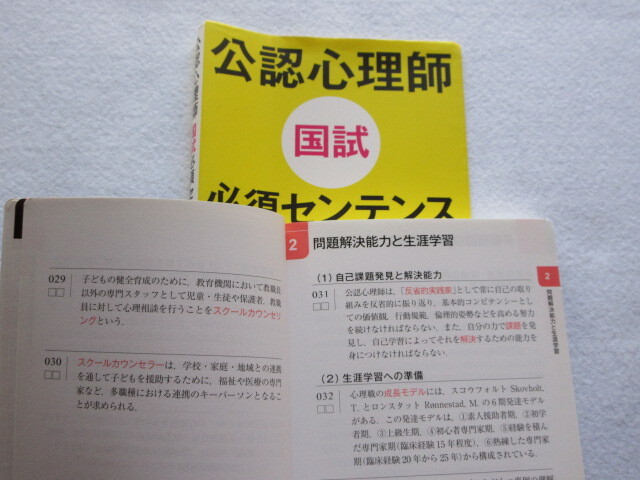 公認心理師
国試
必須センテンス
公認心理師 国試
029 子どもの健全育成のために，教育機関において教職員
以外の専門スタッフとして児童・生徒や保護者，教職
員に対して心理相談を行うことをスクールカウンセリ
ングという．
030 スクールカウンセラーは，学校・家庭・地域との連携
を通して子どもを援助するために，福祉や医療の専門
家など，多職種における連携のキーパーソンとなるこ
とが求められる．
2 問題解決能力と生涯学習
(1) 自己課題発見と解決能力
031 公認心理師は，「反省的実践家」として常に自己の取り
組みを反省的に振り返り，基本的コンピテンシーとし
ての価値観，行動規範，倫理的姿勢などを高める努力
を続けなければならない．また，自分の力で課題を発
見し，自己学習によってそれを解決するための能力を
身につけなければならない．
(2) 生涯学習への準備
032 心理職の成長モデルには，スコウフォルト Skovholt,
T. とロンスタット Rønnestad, M. の 6 期発達モデル
がある．この発達モデルは，①素人援助者期，②初学
者期，③上級生期，④初心者専門家期，⑤経験を積ん
だ専門家期(臨床経験 15 年程度)，⑥熟練した専門家
期(臨床経験 20 年から 25 年)から構成されている．
2
問題解決能力と生涯学習